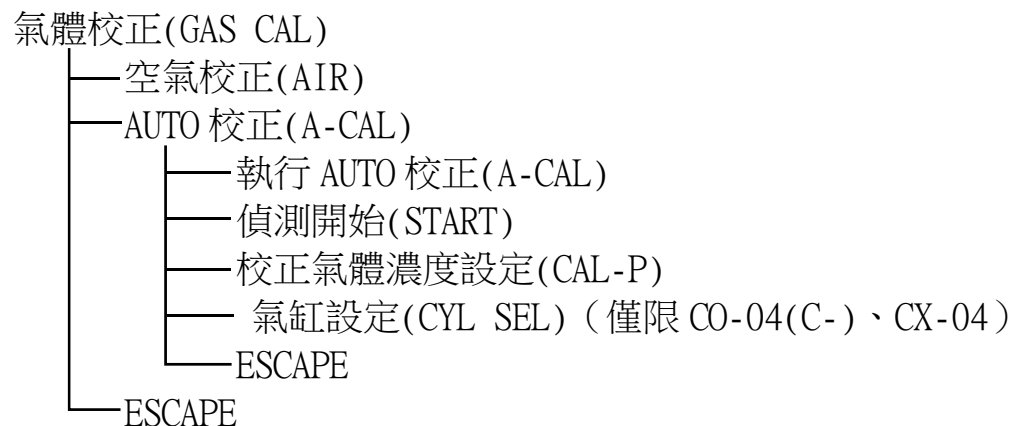 氣體校正(GAS CAL)
空氣校正(AIR)
AUTO 校正(A-CAL)
執行 AUTO 校正(A-CAL)
偵測開始(START)
校正氣體濃度設定(CAL-P)
氣缸設定(CYL SEL)（僅限 CO-04(C-)、CX-04）
ESCAPE
ESCAPE